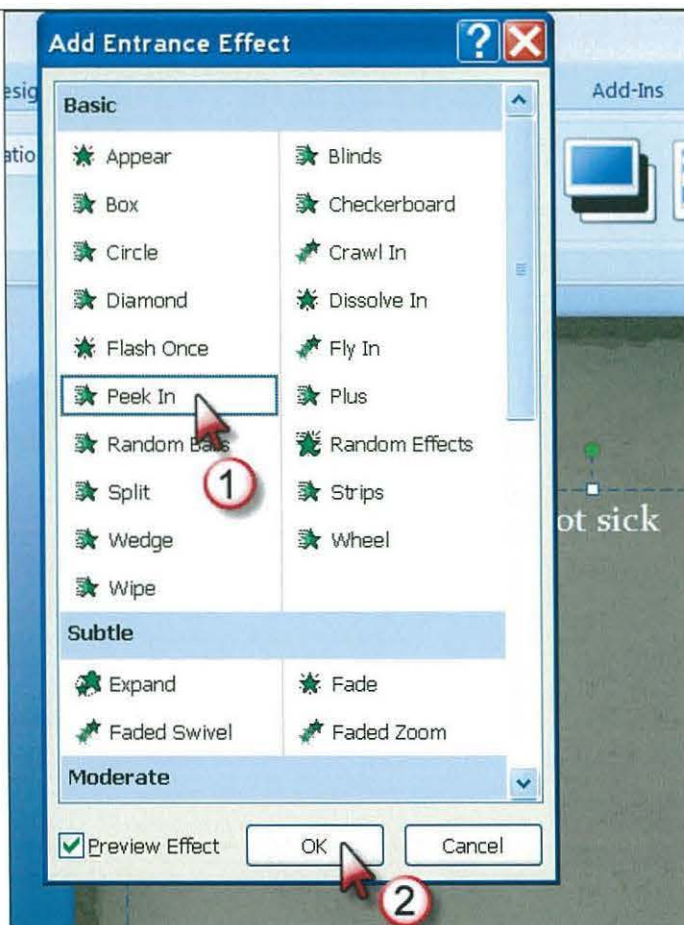 Add Entrance Effect
esig
Add-Ins
atio
Basic
Appear
Blinds
Box
Checkerboard
Circle
Crawl In
Diamond
Dissolve In
Flash Once
Fly In
Peek In
Plus
Random Bars
Random Effects
1
Split
Strips
ot sick
Wedge
Wheel
Wipe
Subtle
Expand
Fade
Faded Swivel
Faded Zoom
Moderate
Preview Effect
OK
Cancel
2